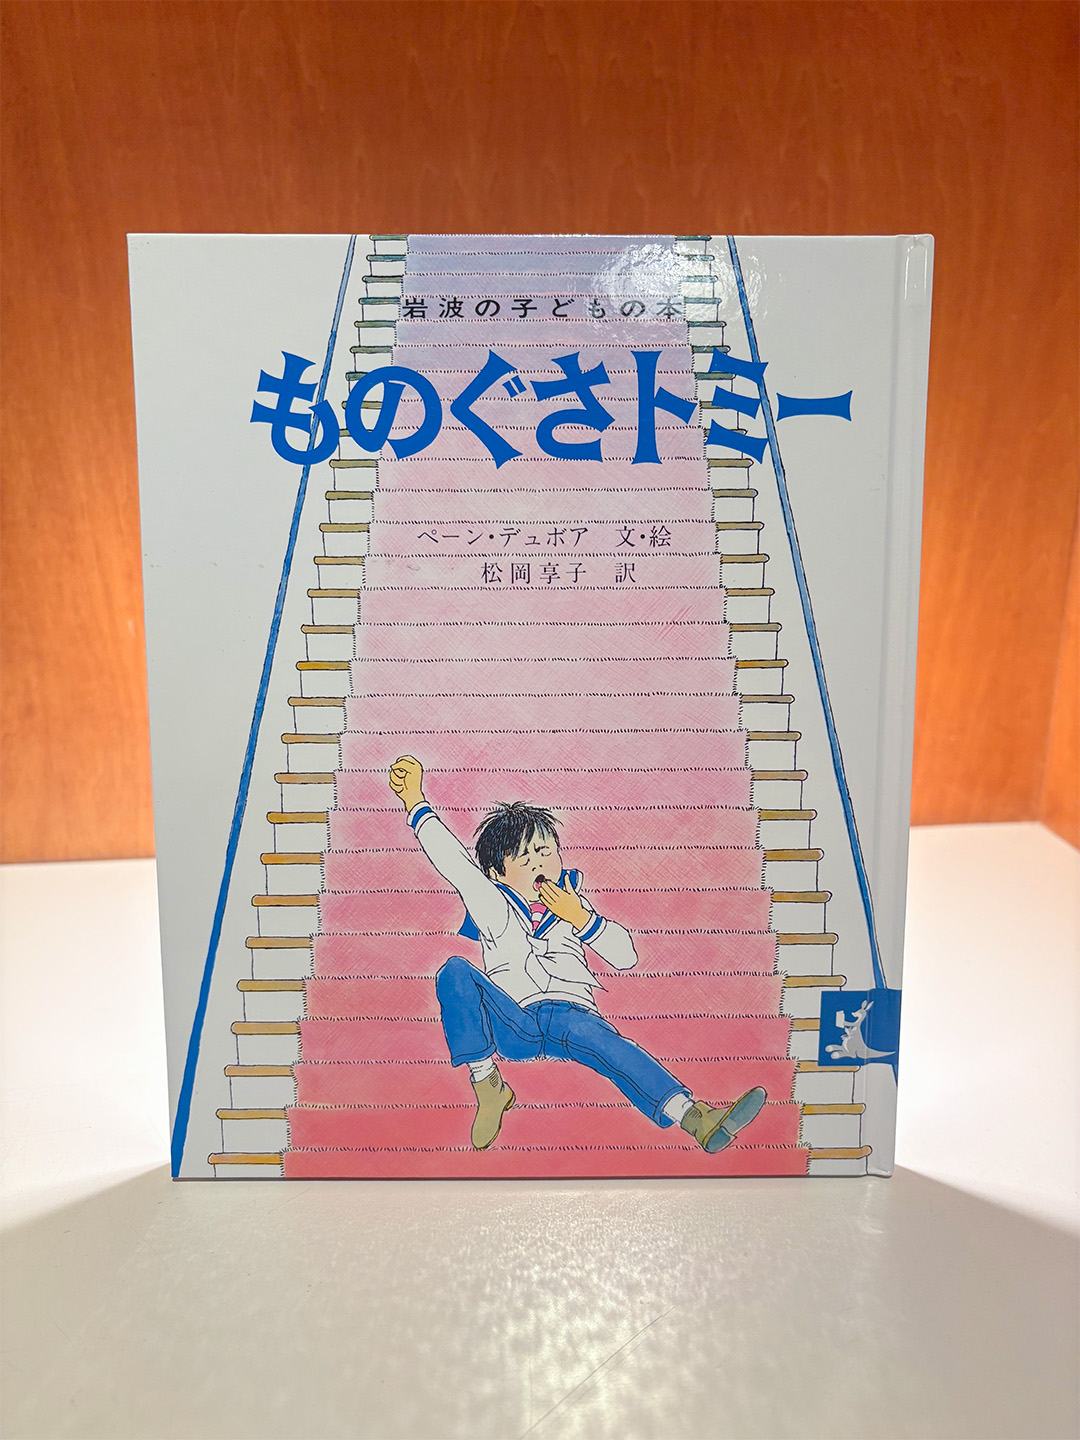 岩波の子どもの本
ものぐさトミー
ペーン・デュボア 文・絵
松岡享子 訳